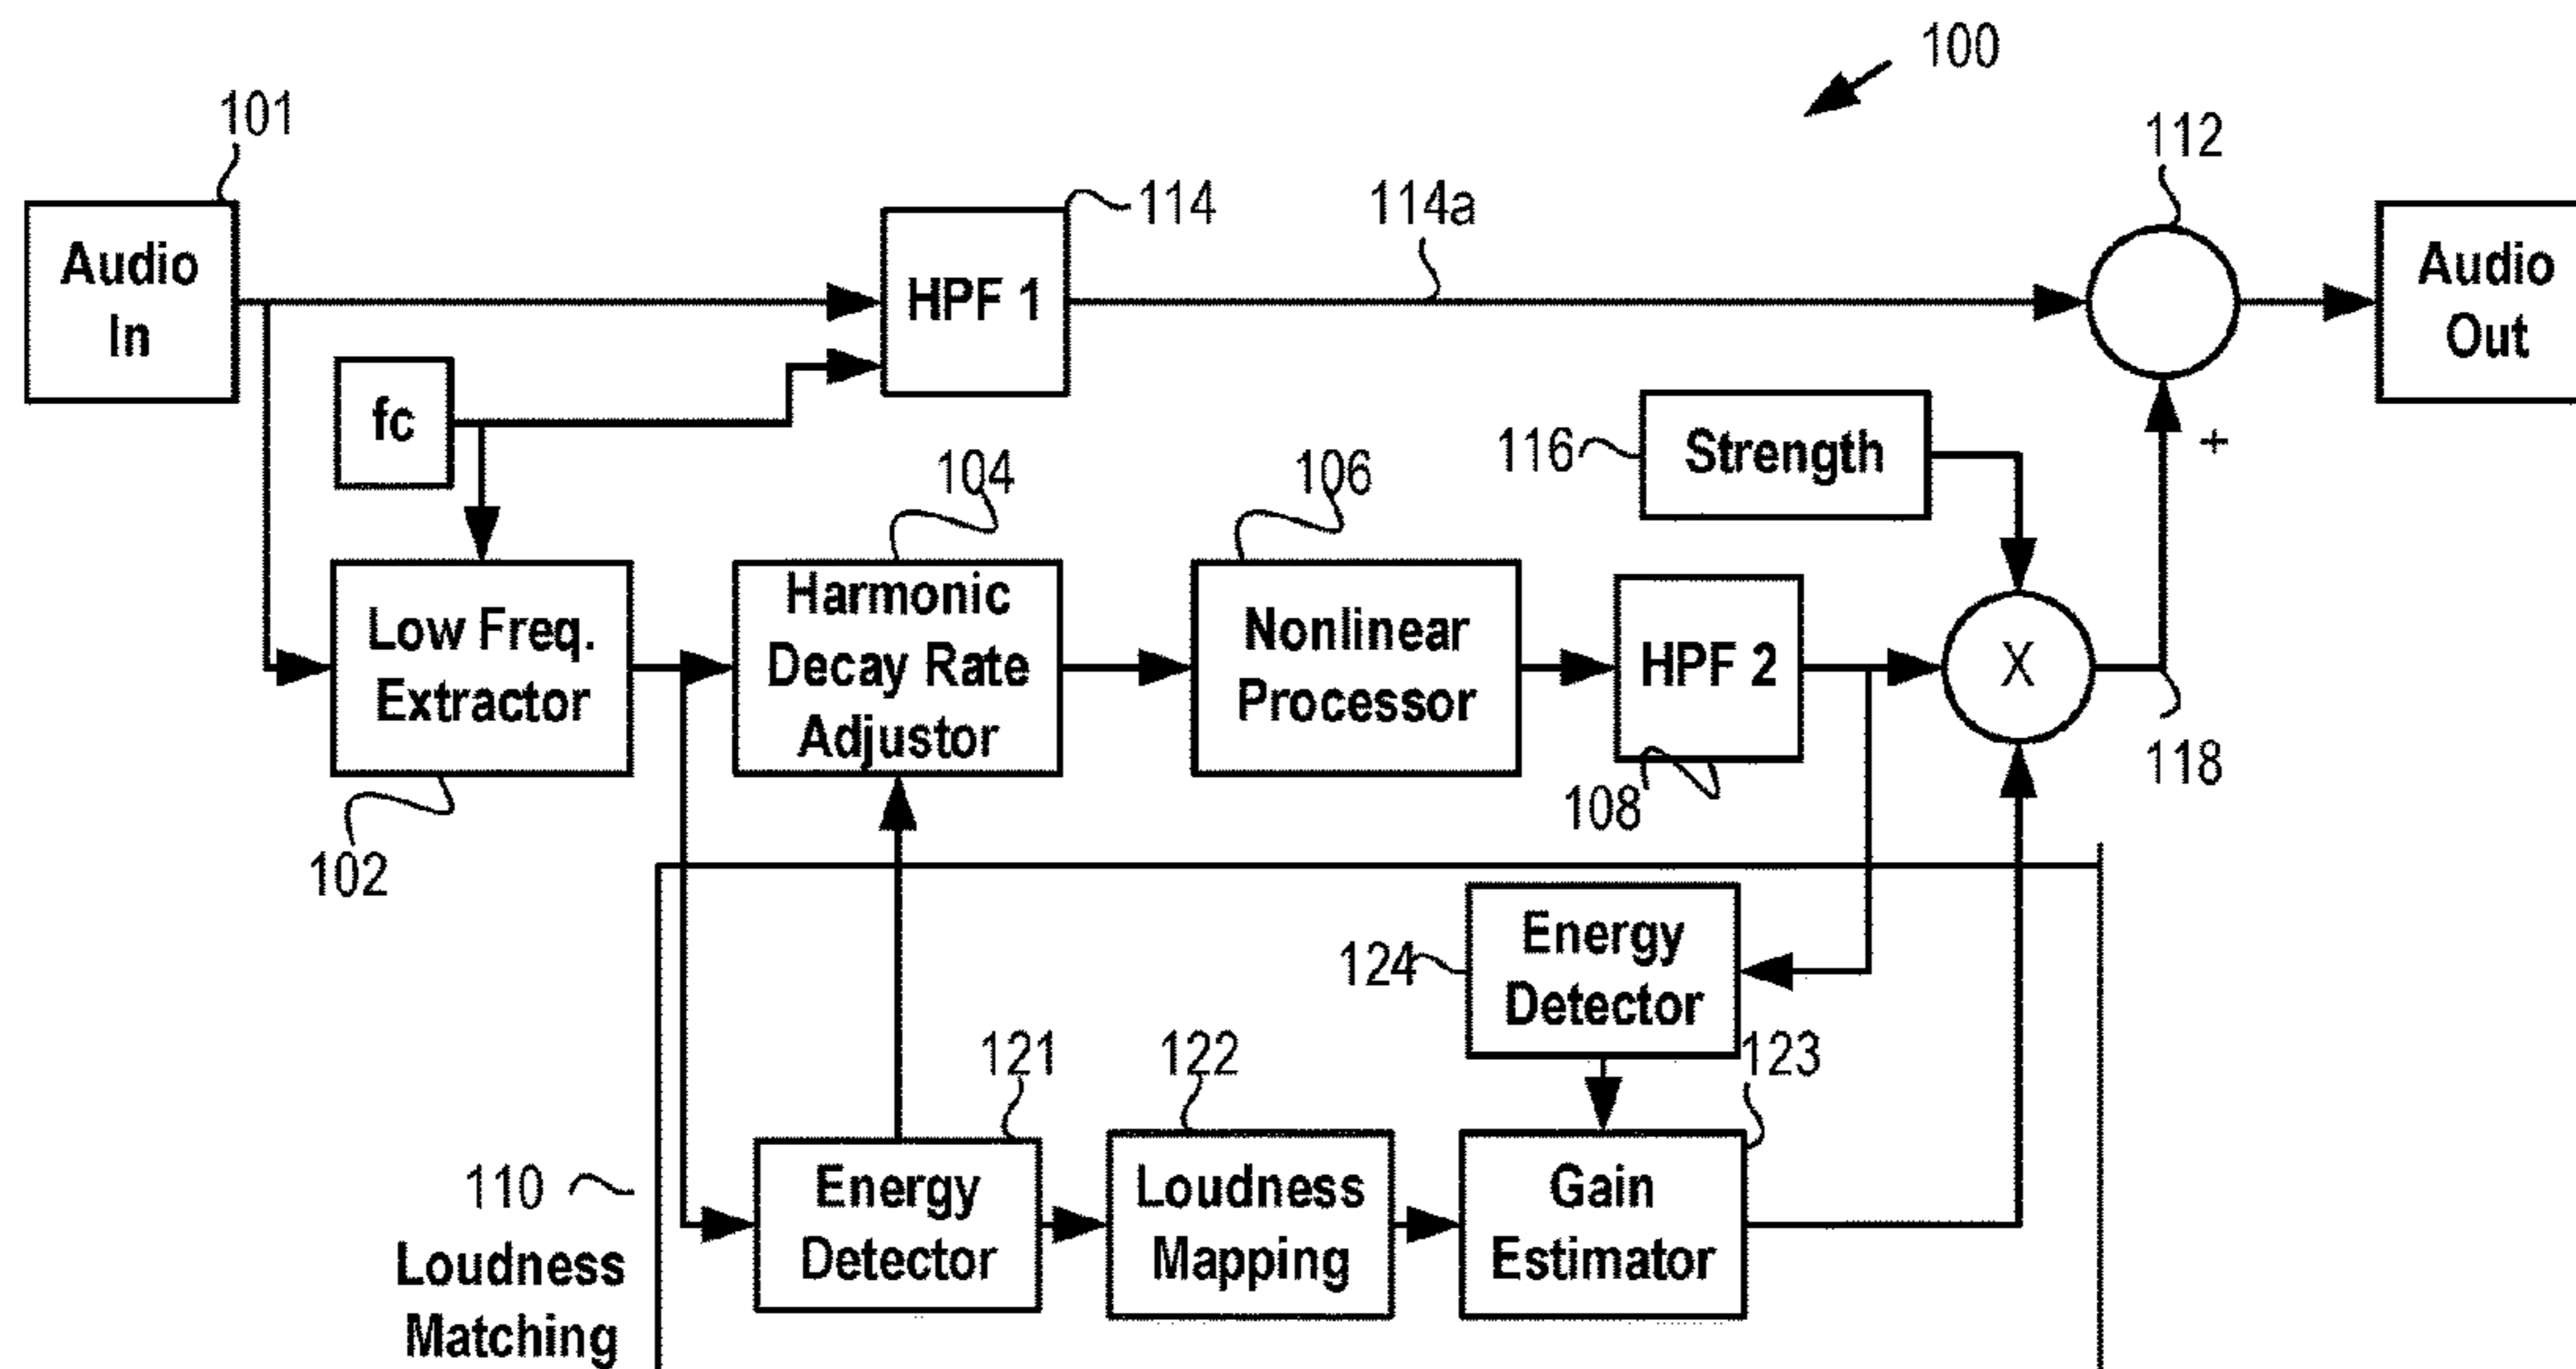 100
101
112
114
114a
Audio
In
HPF 1
Audio
Out
fc
116
Strength
+
104
106
Low Freq.
Extractor
Harmonic
Decay Rate
Adjustor
Nonlinear
Processor
HPF 2
X
102
108
118
124
Energy
Detector
121
122
123
110
Loudness
Matching
Energy
Detector
Loudness
Mapping
Gain
Estimator